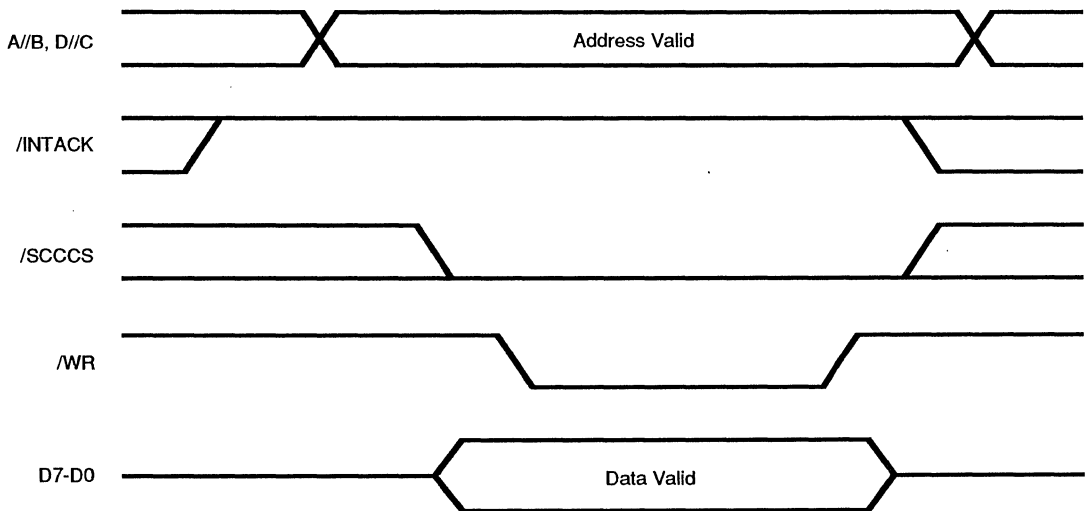 A//B, D//C
Address Valid
/INTACK
/SCCCS
/WR
D7-D0
Data Valid